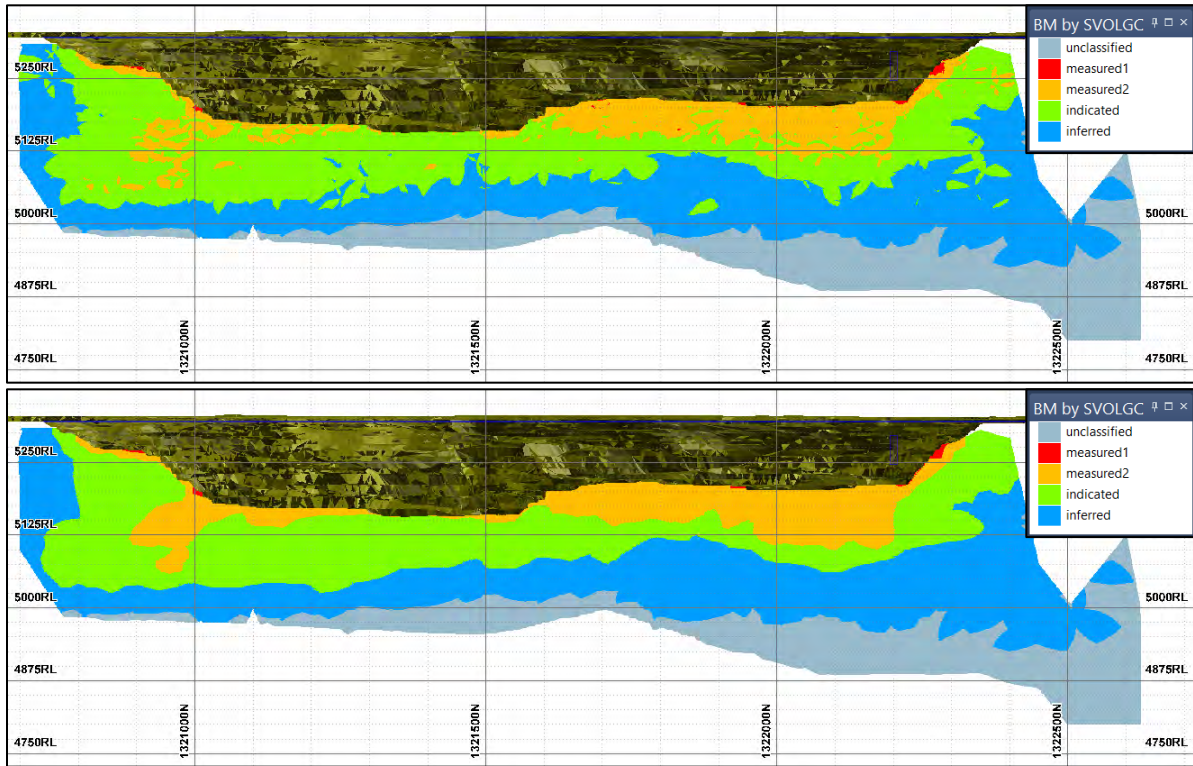 BM by SVOLGC
unclassified
measured1
measured2
indicated
inferred
5250RL
5125RL
5000RL 5000RL
4875RL 4875RL
4750RL 4750RL
1321000N 1321500N 1322000N 1322500N
BM by SVOLGC
unclassified
measured1
measured2
indicated
inferred
5250RL
5125RL
5000RL 5000RL
4875RL 4875RL
4750RL 4750RL
1321000N 1321500N 1322000N 1322500N